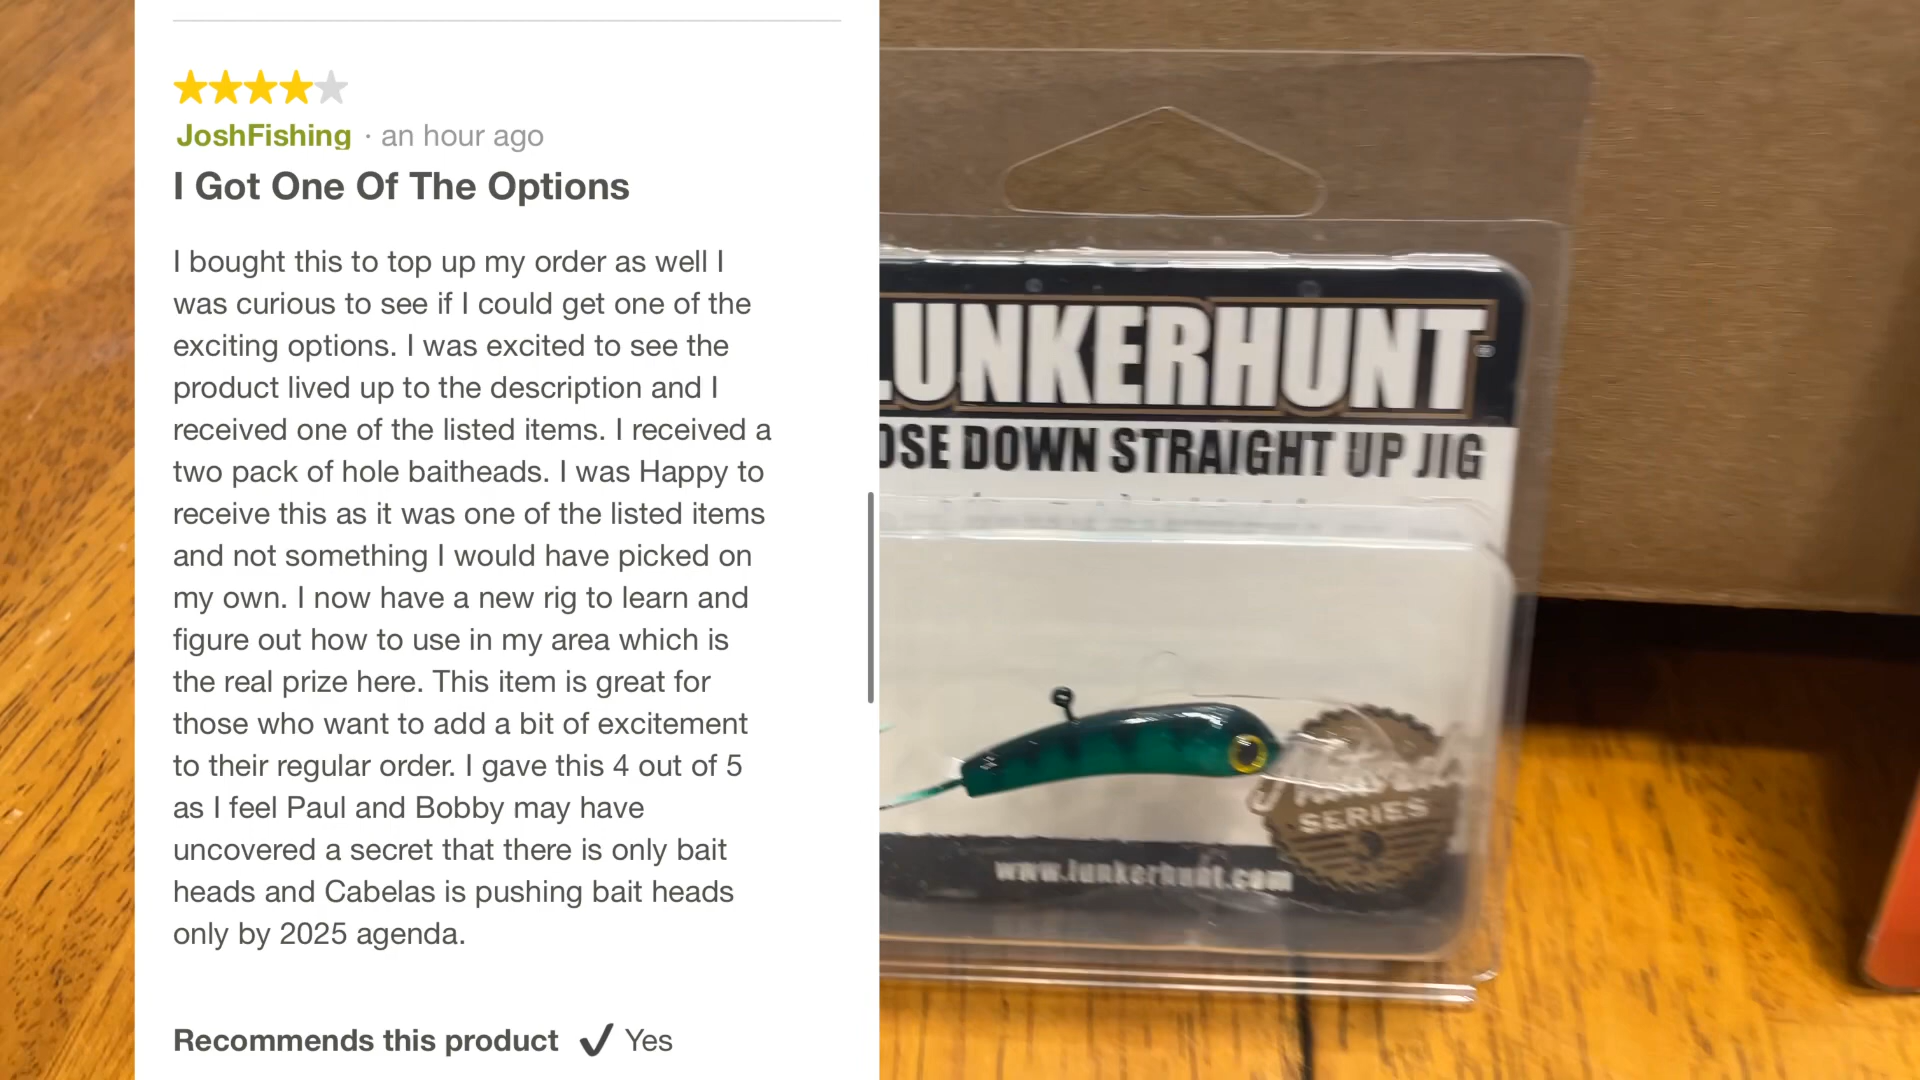 JoshFishing · an hour ago
I Got One Of The Options
I bought this to top up my order as well I
was curious to see if I could get one of the
exciting options. I was excited to see the
product lived up to the description and I
received one of the listed items. I received a
two pack of hole baitheads. I was Happy to
receive this as it was one of the listed items
and not something I would have picked on
my own. I now have a new rig to learn and
figure out how to use in my area which is
the real prize here. This item is great for
those who want to add a bit of excitement
to their regular order. I gave this 4 out of 5
as I feel Paul and Bobby may have
uncovered a secret that there is only bait
heads and Cabelas is pushing bait heads
only by 2025 agenda.
Recommends this product ✔ Yes
LUNKERHUNT
OSE DOWN STRAIGHT UP JIG
SERIES
www.lunkerhunt.com